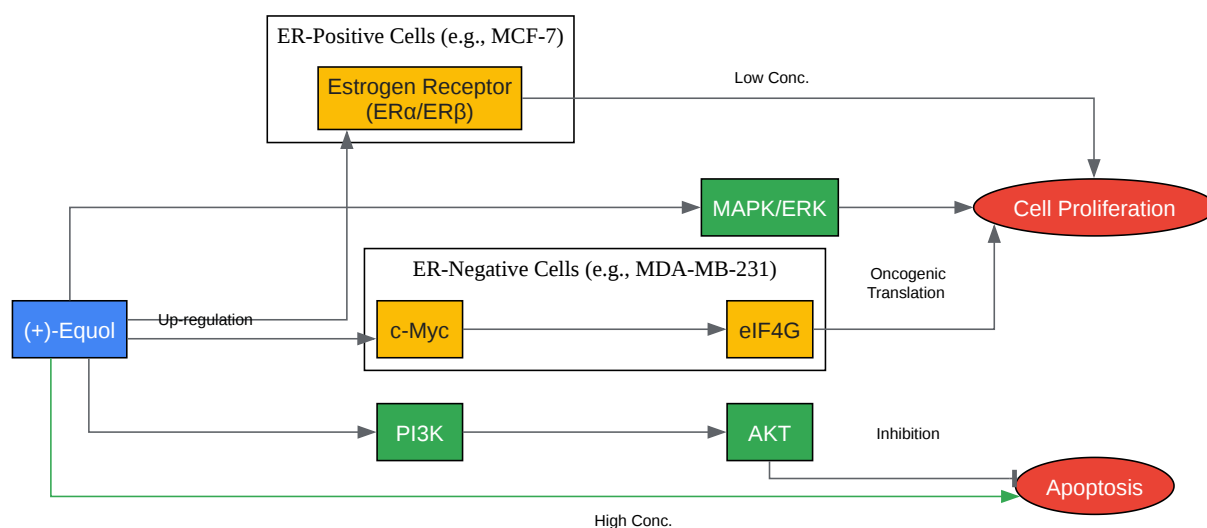 ER-Positive Cells (e.g., MCF-7)
Estrogen Receptor
(ERα/ERβ)
Low Conc.
MAPK/ERK
Cell Proliferation
ER-Negative Cells (e.g., MDA-MB-231)
Oncogenic
Translation
(+)-Equol
Up-regulation
c-Myc
eIF4G
PI3K
AKT
Inhibition
Apoptosis
High Conc.